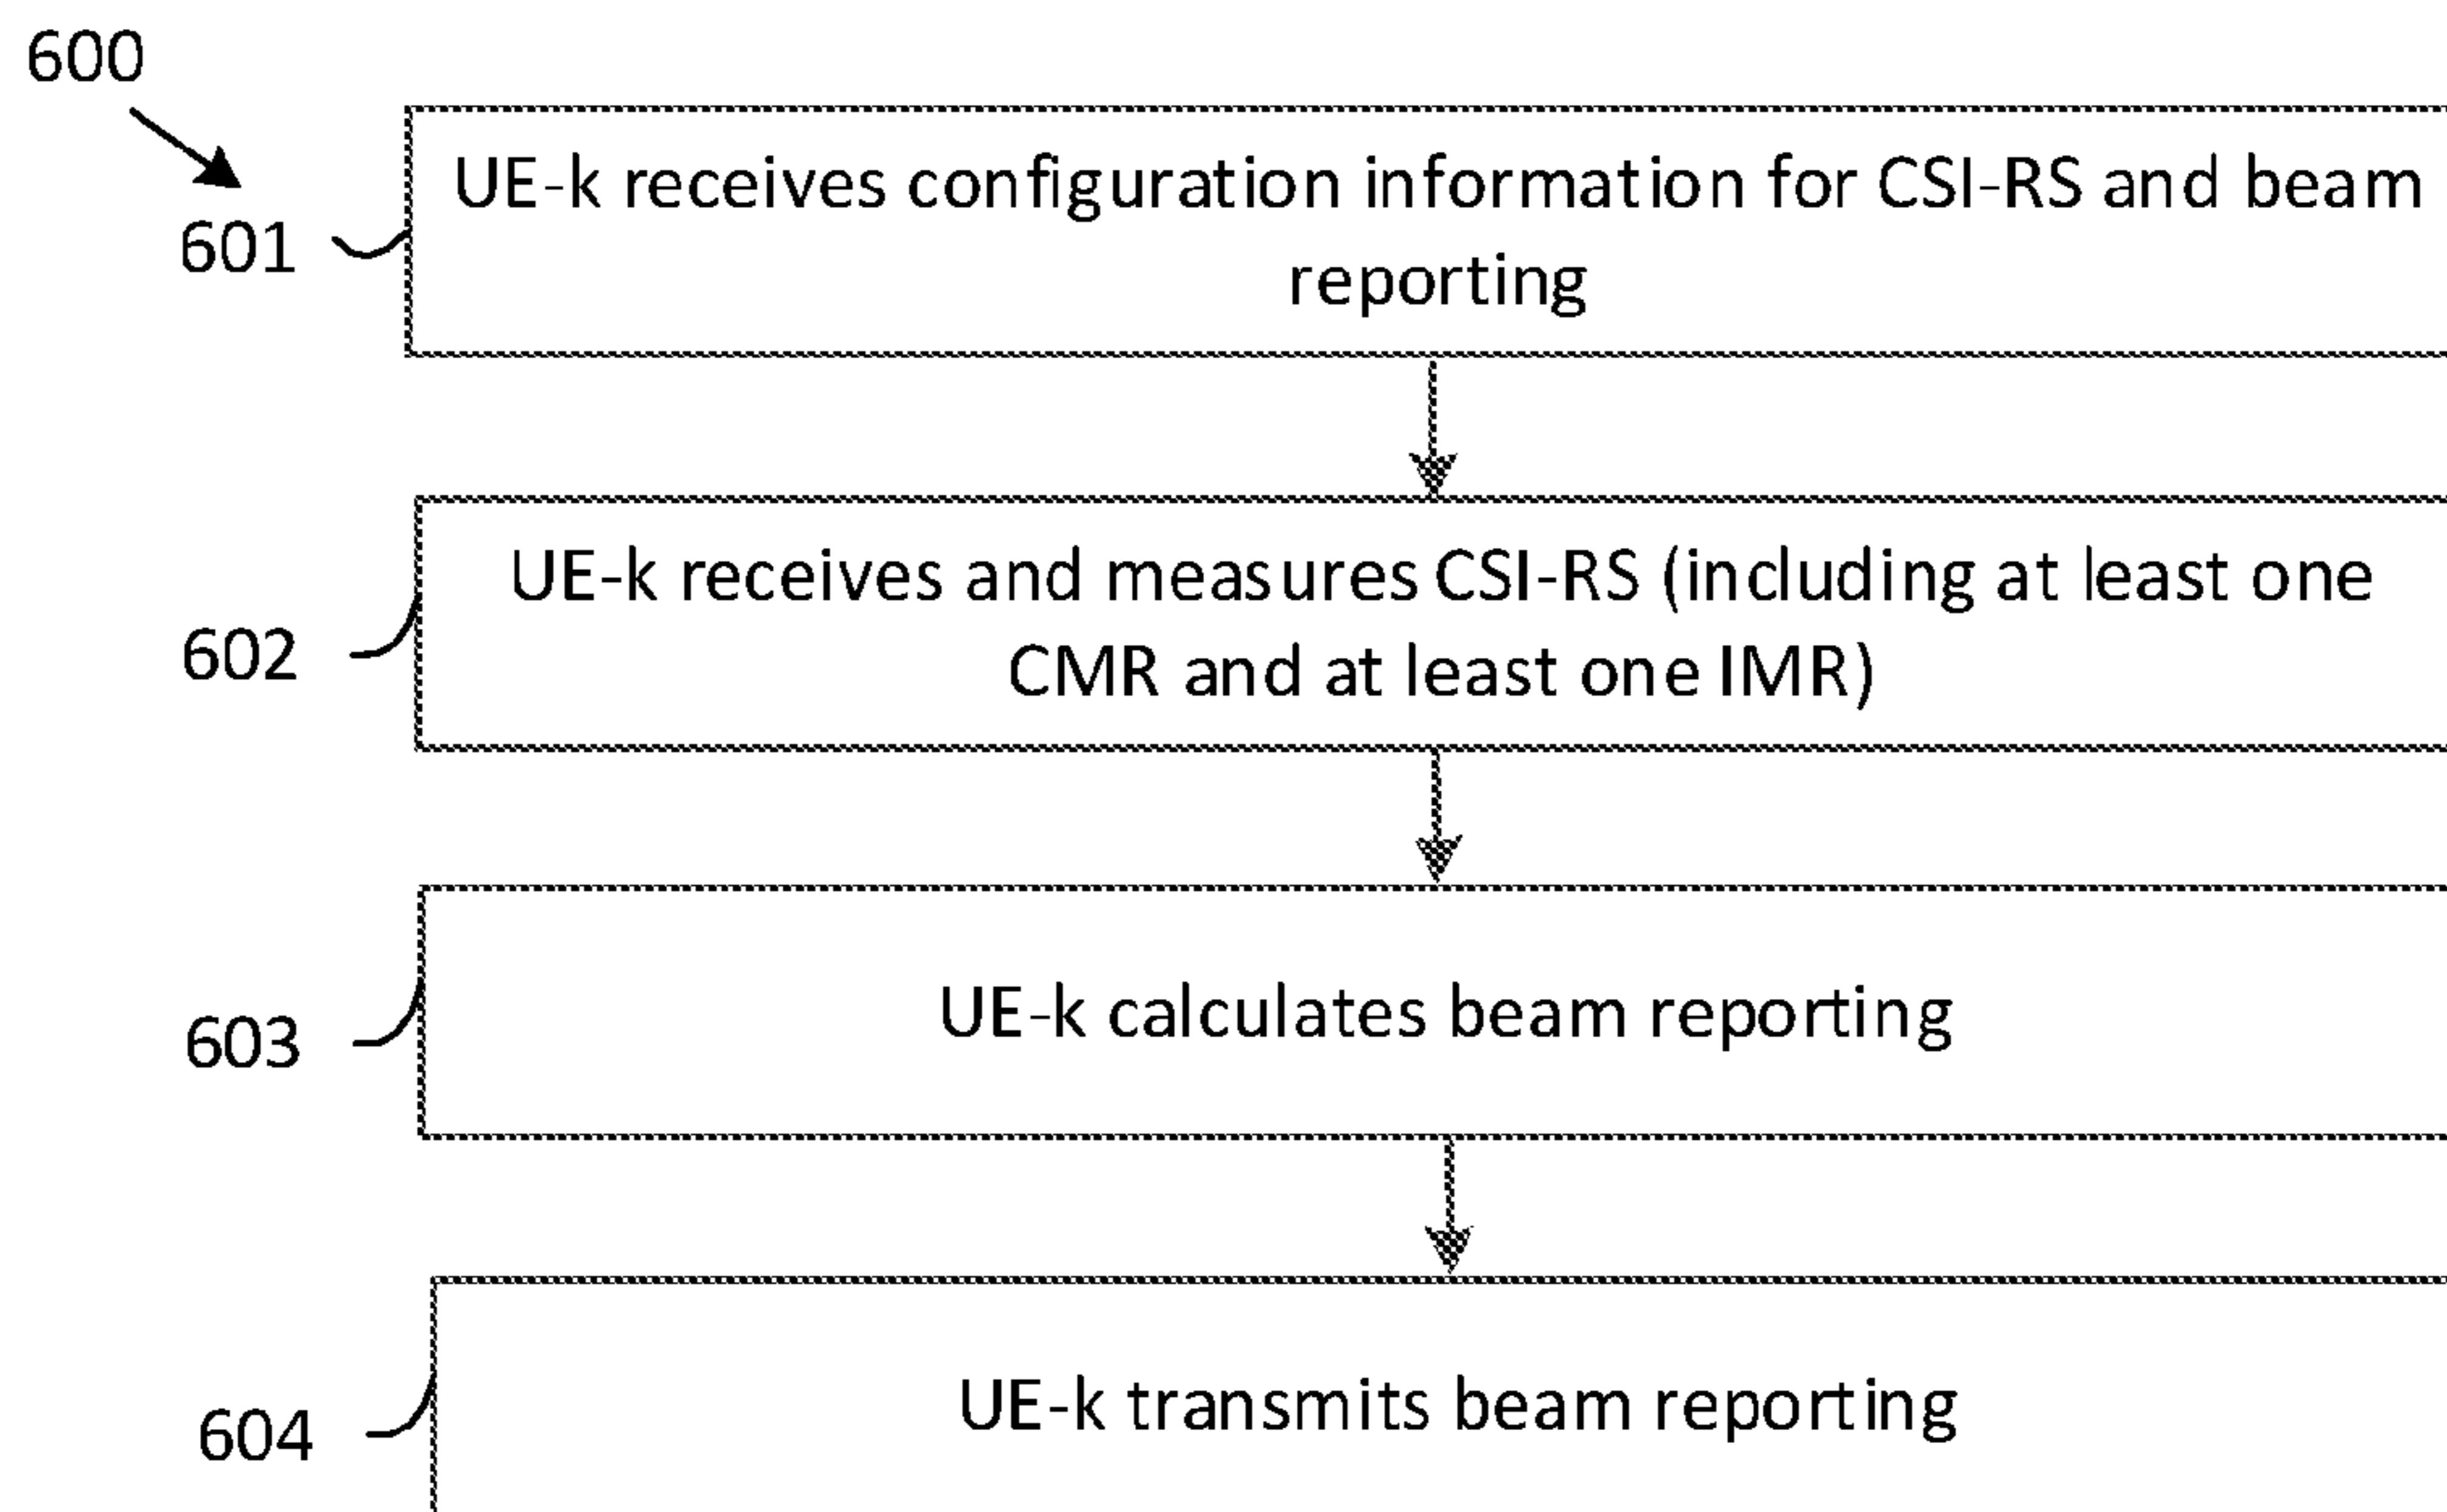 600
601
UE-k receives configuration information for CSI-RS and beam
reporting
602
UE-k receives and measures CSI-RS (including at least one
CMR and at least one IMR)
603
UE-k calculates beam reporting
604
UE-k transmits beam reporting